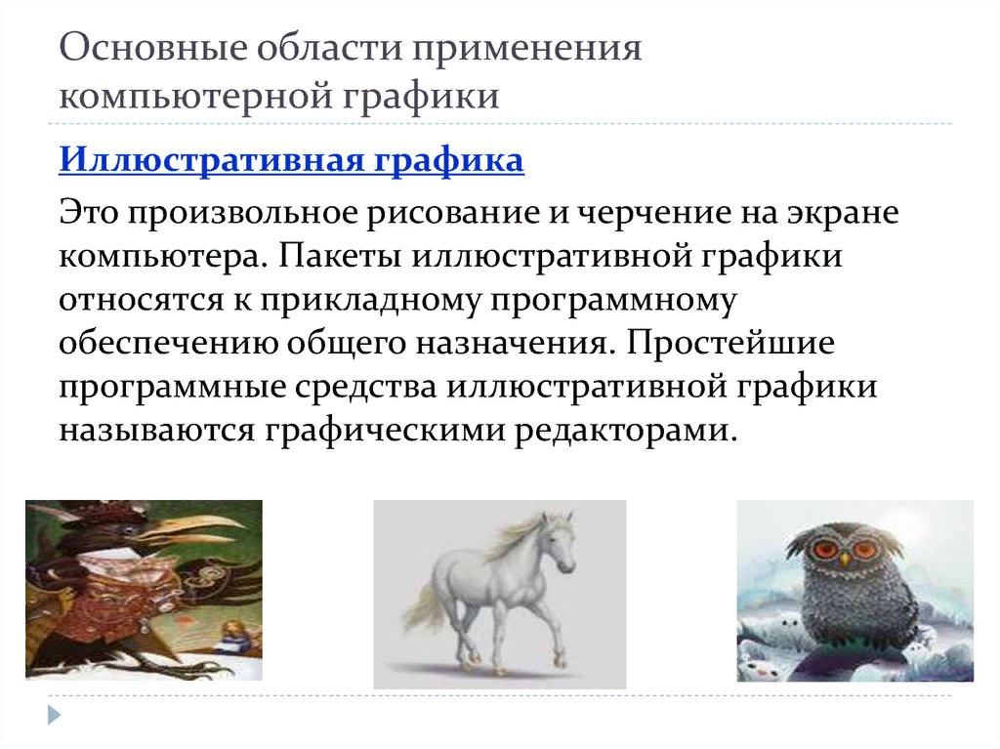 Основные области применения
компьютерной графики
Иллюстративная графика
Это произвольное рисование и черчение на экране
компьютера. Пакеты иллюстративной графики
относятся к прикладному программному
обеспечению общего назначения. Простейшие
программные средства иллюстративной графики
называются графическими редакторами.